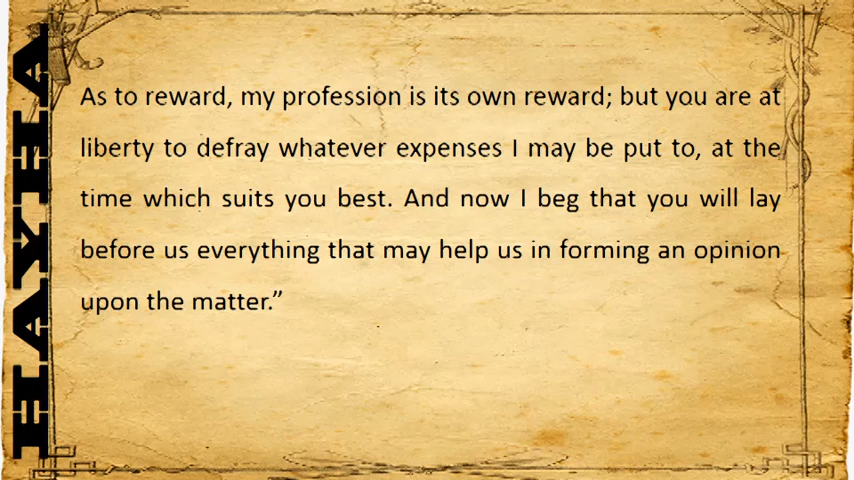 HAYHA
As to reward, my profession is its own reward; but you are at
liberty to defray whatever expenses I may be put to, at the
time which suits you best. And now I beg that you will lay
before us everything that may help us in forming an opinion
upon the matter.”